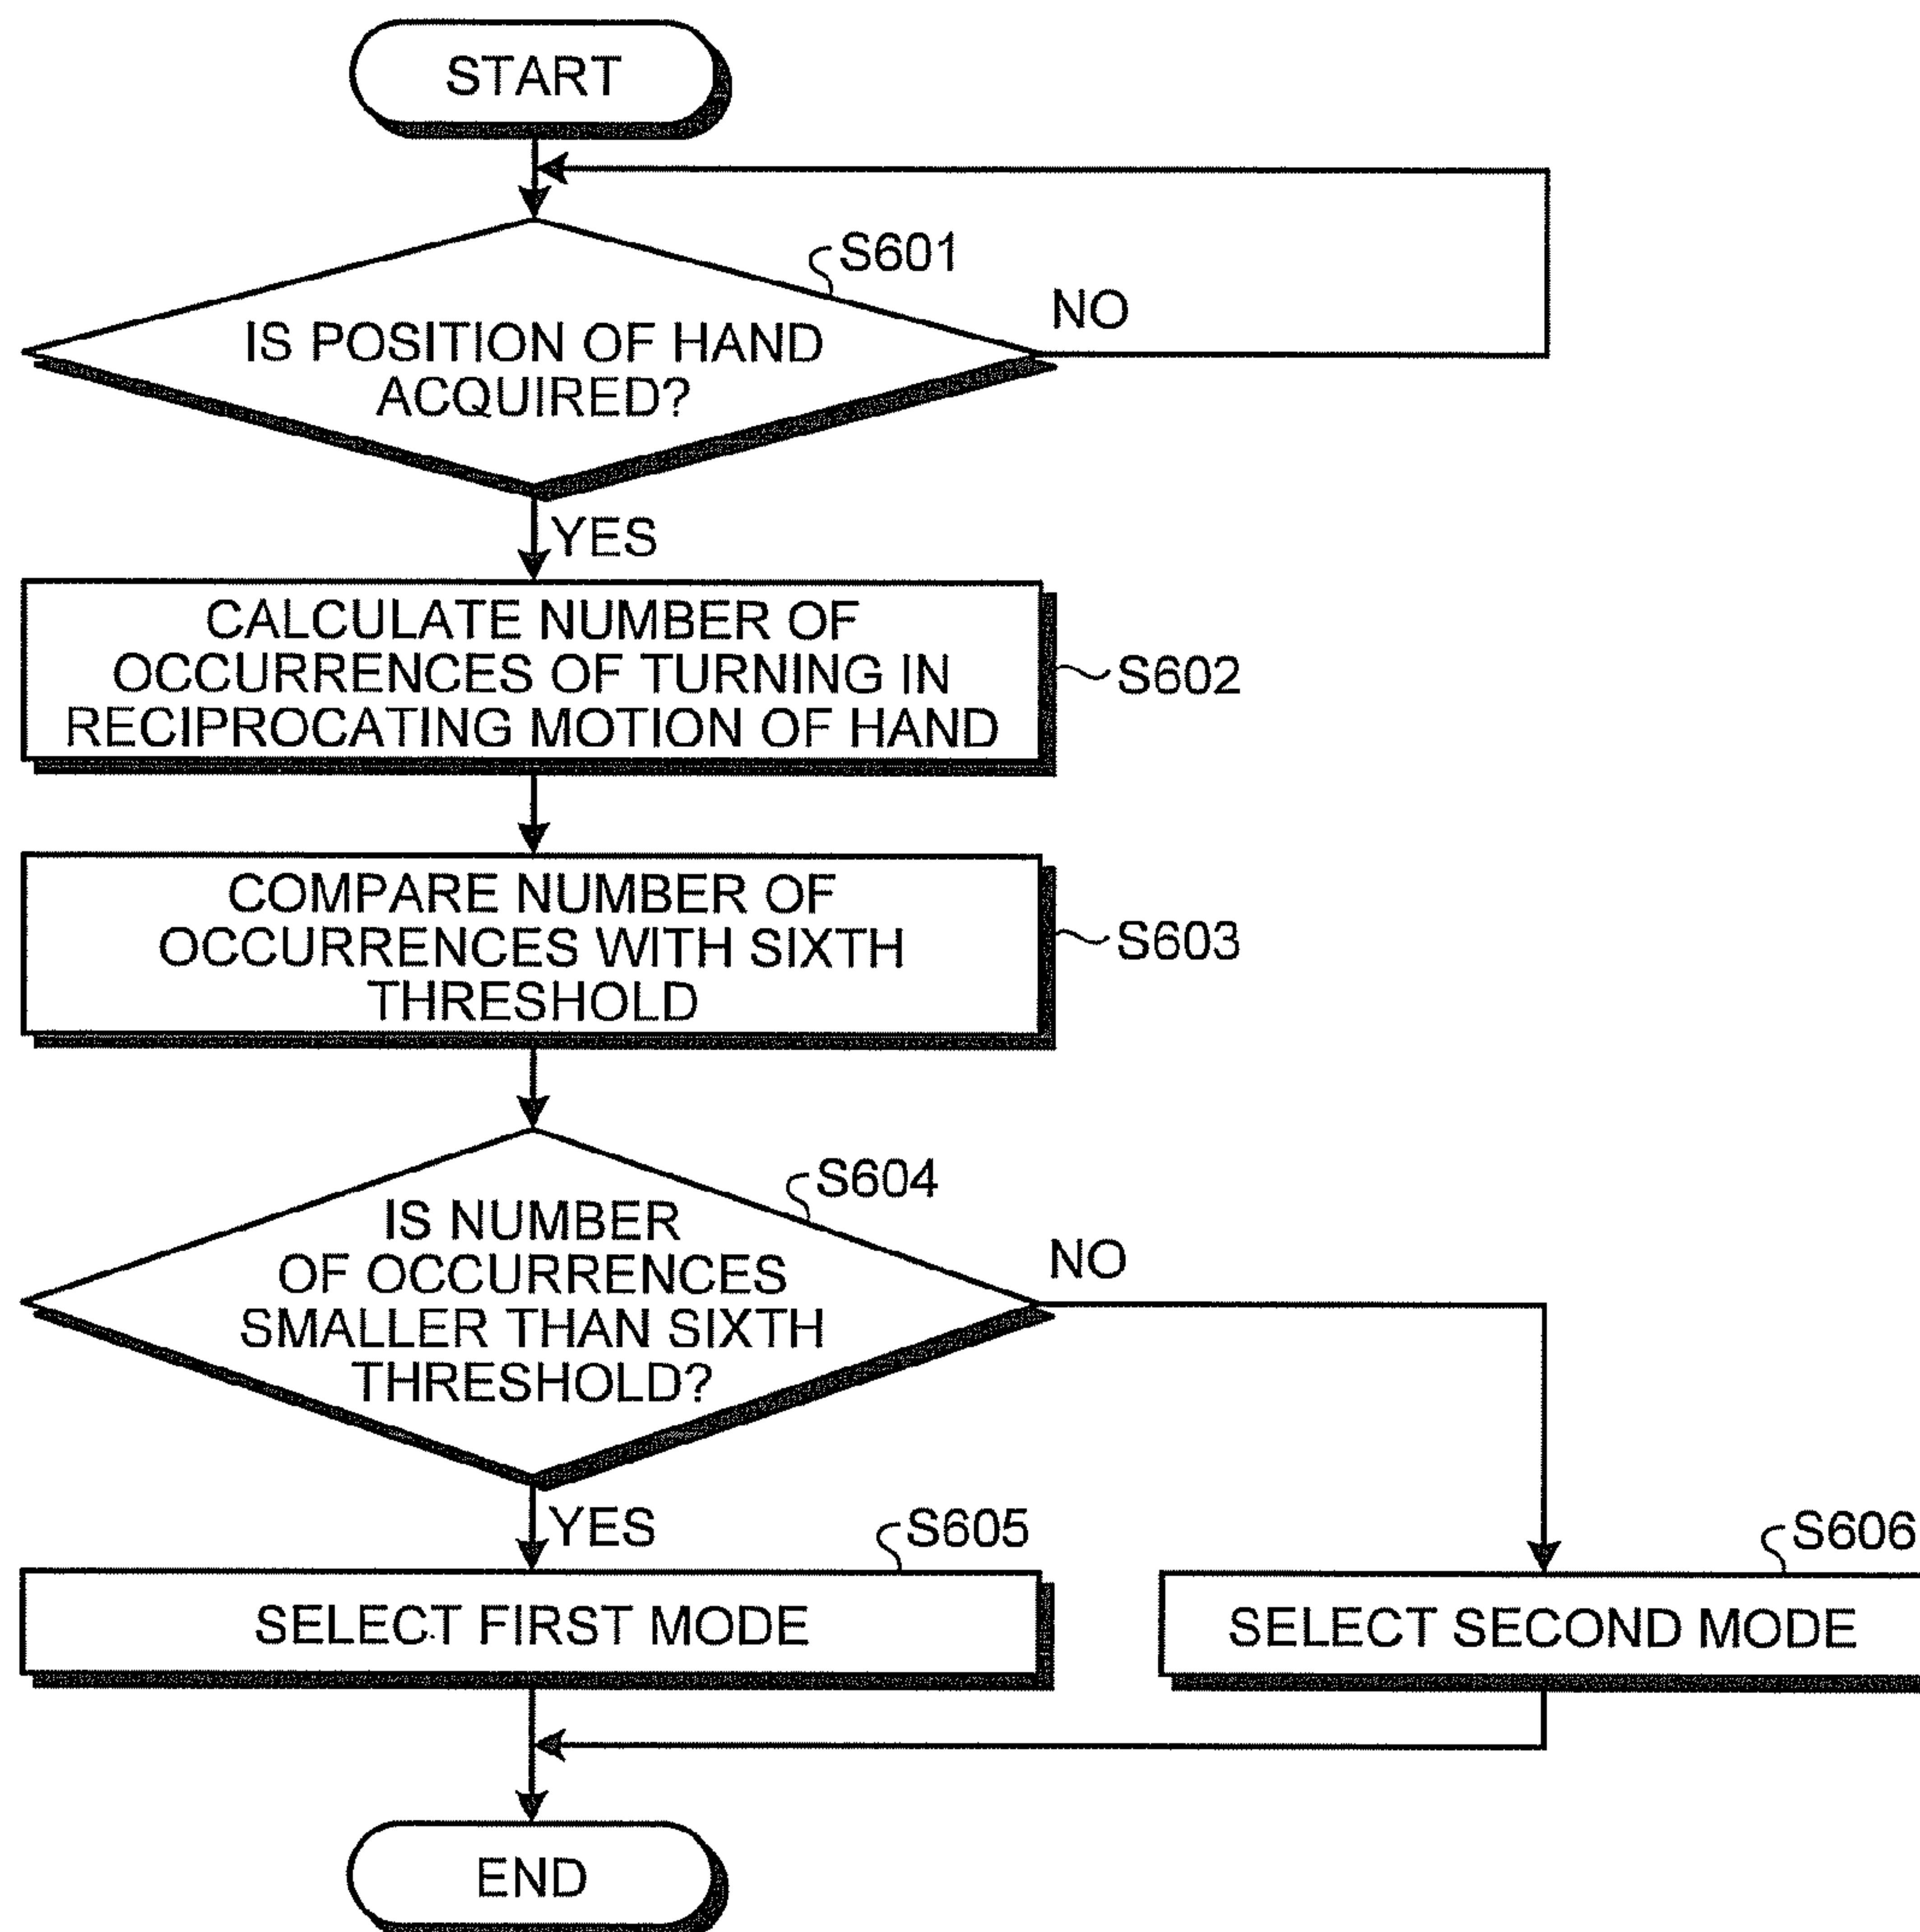 START
S601
IS POSITION OF HAND
ACQUIRED?
NO
YES
CALCULATE NUMBER OF
OCCURRENCES OF TURNING IN
RECIPROCATING MOTION OF HAND
S602
COMPARE NUMBER OF
OCCURRENCES WITH SIXTH
THRESHOLD
S603
S604
IS NUMBER
OF OCCURRENCES
SMALLER THAN SIXTH
THRESHOLD?
NO
YES
S605
SELECT FIRST MODE
S606
SELECT SECOND MODE
END